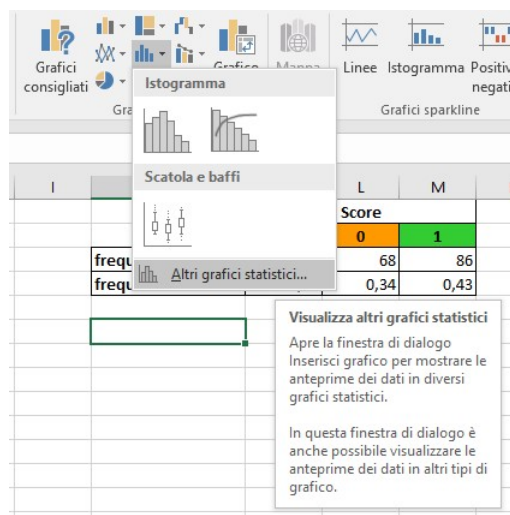 Grafici
consigliati
Grafico
Mappa
Linee
Istogramma
Positivi
negati
Gra
Grafici sparkline
Istogramma
Scatola e baffi
Altri grafici statistici...
I
L
M
Score
0
1
frequ
68
86
frequ
0,34
0,43
Visualizza altri grafici statistici
Apre la finestra di dialogo
Inserisci grafico per mostrare le
anteprime dei dati in diversi
grafici statistici.
In questa finestra di dialogo è
anche possibile visualizzare le
anteprime dei dati in altri tipi di
grafico.